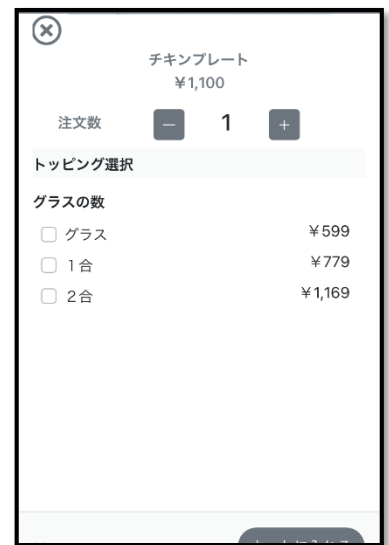 チキンプレート
¥1,100
注文数 − 1 +
トッピング選択
グラスの数
グラス ¥599
1合 ¥779
2合 ¥1,169